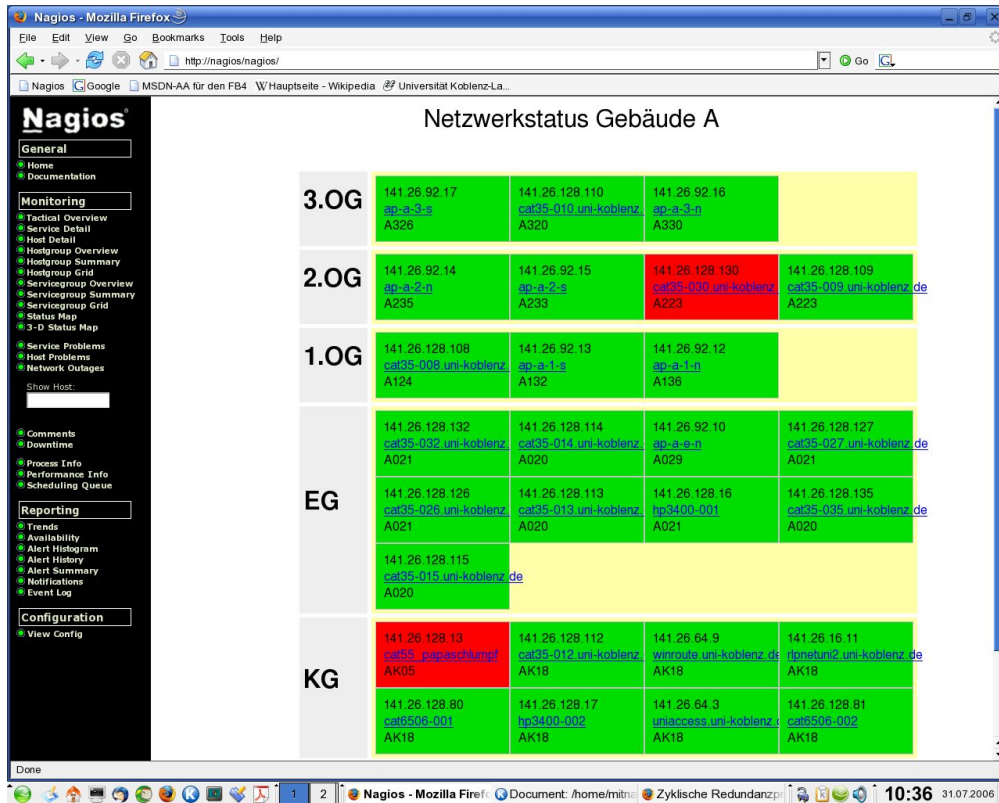 Nagios - Mozilla Firefox
File Edit View Go Bookmarks Tools Help
http://nagios/nagios/
Go
Nagios Google MSDN-AA für den FB4 Hauptseite - Wikipedia Universität Koblenz-La...
Nagios
General
Home
Documentation
Monitoring
Tactical Overview
Service Detail
Host Detail
Hostgroup Overview
Hostgroup Summary
Hostgroup Grid
Servicegroup Overview
Servicegroup Summary
Servicegroup Grid
Status Map
3-D Status Map
Service Problems
Host Problems
Network Outages
Show Host:
Comments
Downtime
Process Info
Performance Info
Scheduling Queue
Reporting
Trends
Availability
Alert Histogram
Alert History
Alert Summary
Notifications
Event Log
Configuration
View Config
Netzwerkstatus Gebäude A
3.OG
141.26.92.17 141.26.128.110 141.26.92.16
ap-a-3-s cat35-010.uni-koblenz. ap-a-3-n
A326 A320 A330
2.OG
141.26.92.14 141.26.92.15 141.26.128.130 141.26.128.109
ap-a-2-n ap-a-2-s cat35-030.uni-koblenz. cat35-009.uni-koblenz.de
A235 A233 A223 A223
1.OG
141.26.128.108 141.26.92.13 141.26.92.12
cat35-008.uni-koblenz. ap-a-1-s ap-a-1-n
A124 A132 A136
EG
141.26.128.132 141.26.128.114 141.26.92.10 141.26.128.127
cat35-032.uni-koblenz. cat35-014.uni-koblenz. ap-a-e-n cat35-027.uni-koblenz.de
A021 A020 A029 A021
141.26.128.126 141.26.128.113 141.26.128.16 141.26.128.135
cat35-026.uni-koblenz. cat35-013.uni-koblenz. hp3400-001 cat35-035.uni-koblenz.de
A021 A020 A021 A020
141.26.128.115
cat35-015.uni-koblenz.de
A020
KG
141.26.128.13 141.26.128.112 141.26.64.9 141.26.16.11
cat55_papaschlumpf cat35-012.uni-koblenz. winroute.uni-koblenz.de rlpnetuni2.uni-koblenz.de
AK05 AK18 AK18 AK18
141.26.128.80 141.26.128.17 141.26.64.3 141.26.128.81
cat6506-001 hp3400-002 uniaccess.uni-koblenz. cat6506-002
AK18 AK18 AK18 AK18
Done
1 2 Nagios - Mozilla Firef Document: /home/mitna Zyklische Redundanzp 10:36 31.07.2006